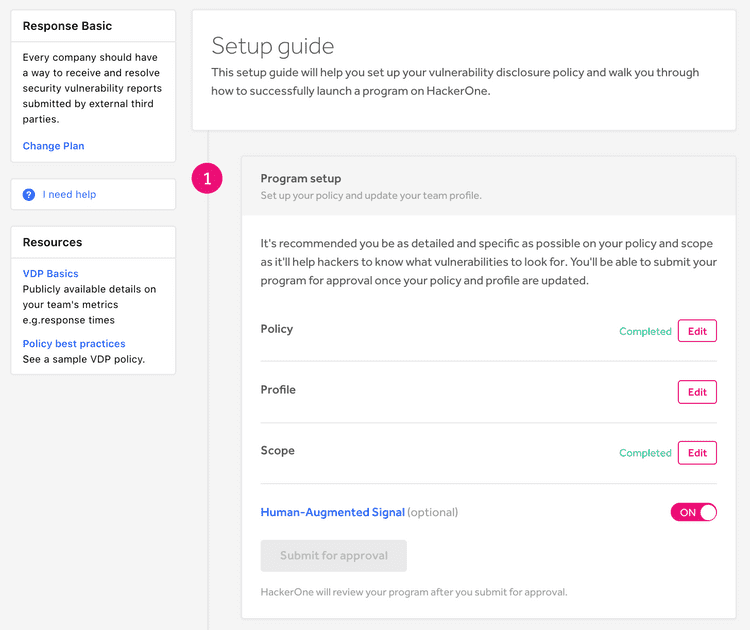 Response Basic
Every company should have
a way to receive and resolve
security vulnerability reports
submitted by external third
parties.
Change Plan
? I need help
Resources
VDP Basics
Publicly available details on
your team's metrics
e.g.response times
Policy best practices
See a sample VDP policy.
Setup guide
This setup guide will help you set up your vulnerability disclosure policy and walk you through
how to successfully launch a program on HackerOne.
1
Program setup
Set up your policy and update your team profile.
It's recommended you be as detailed and specific as possible on your policy and scope
as it'll help hackers to know what vulnerabilities to look for. You'll be able to submit your
program for approval once your policy and profile are updated.
Policy Completed Edit
Profile Edit
Scope Completed Edit
Human-Augmented Signal (optional) ON
Submit for approval
HackerOne will review your program after you submit for approval.